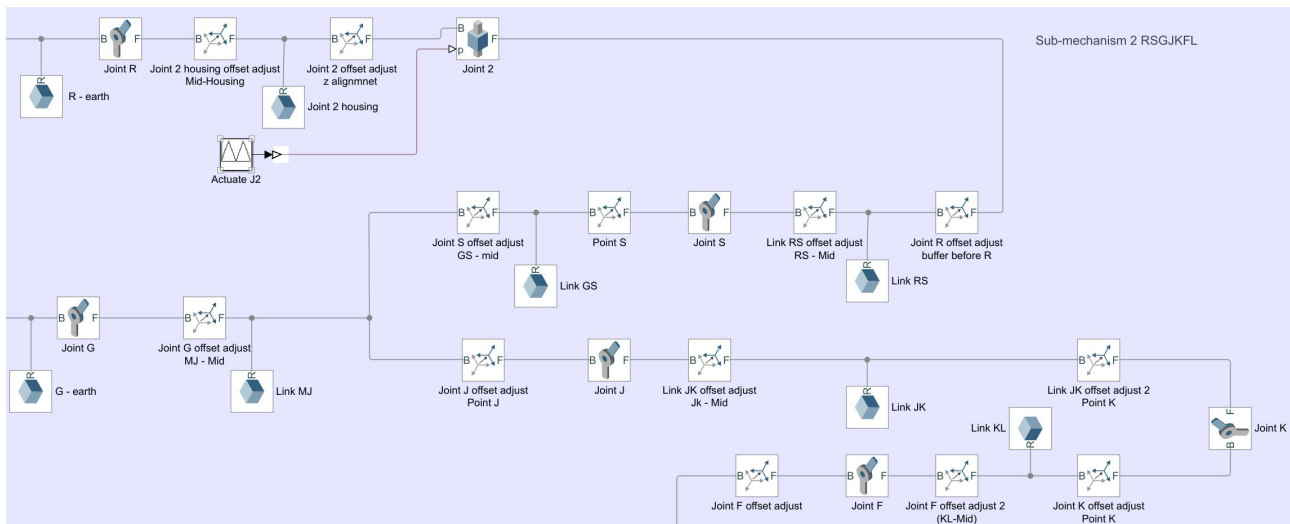 Sub-mechanism 2 RSGJKFL
B
F
B
F
B
F
B
F
p
Joint R
Joint 2 housing offset adjust
Mid-Housing
Joint 2 offset adjust
z alignmnet
Joint 2
R
R - earth
R
Joint 2 housing
Actuate J2
B
F
B
F
B
F
B
F
B
F
Joint S offset adjust
GS - mid
Point S
Joint S
Link RS offset adjust
RS - Mid
Joint R offset adjust
buffer before R
R
Link GS
R
Link RS
B
F
B
F
Joint G
Joint G offset adjust
MJ - Mid
R
G - earth
R
Link MJ
B
F
B
F
B
F
B
F
Joint J offset adjust
Point J
Joint J
Link JK offset adjust
Jk - Mid
Link JK offset adjust 2
Point K
R
Link JK
Link KL
R
F
B
Joint K
B
F
B
F
B
F
B
F
Joint F offset adjust
Joint F
Joint F offset adjust 2
(KL-Mid)
Joint K offset adjust
Point K